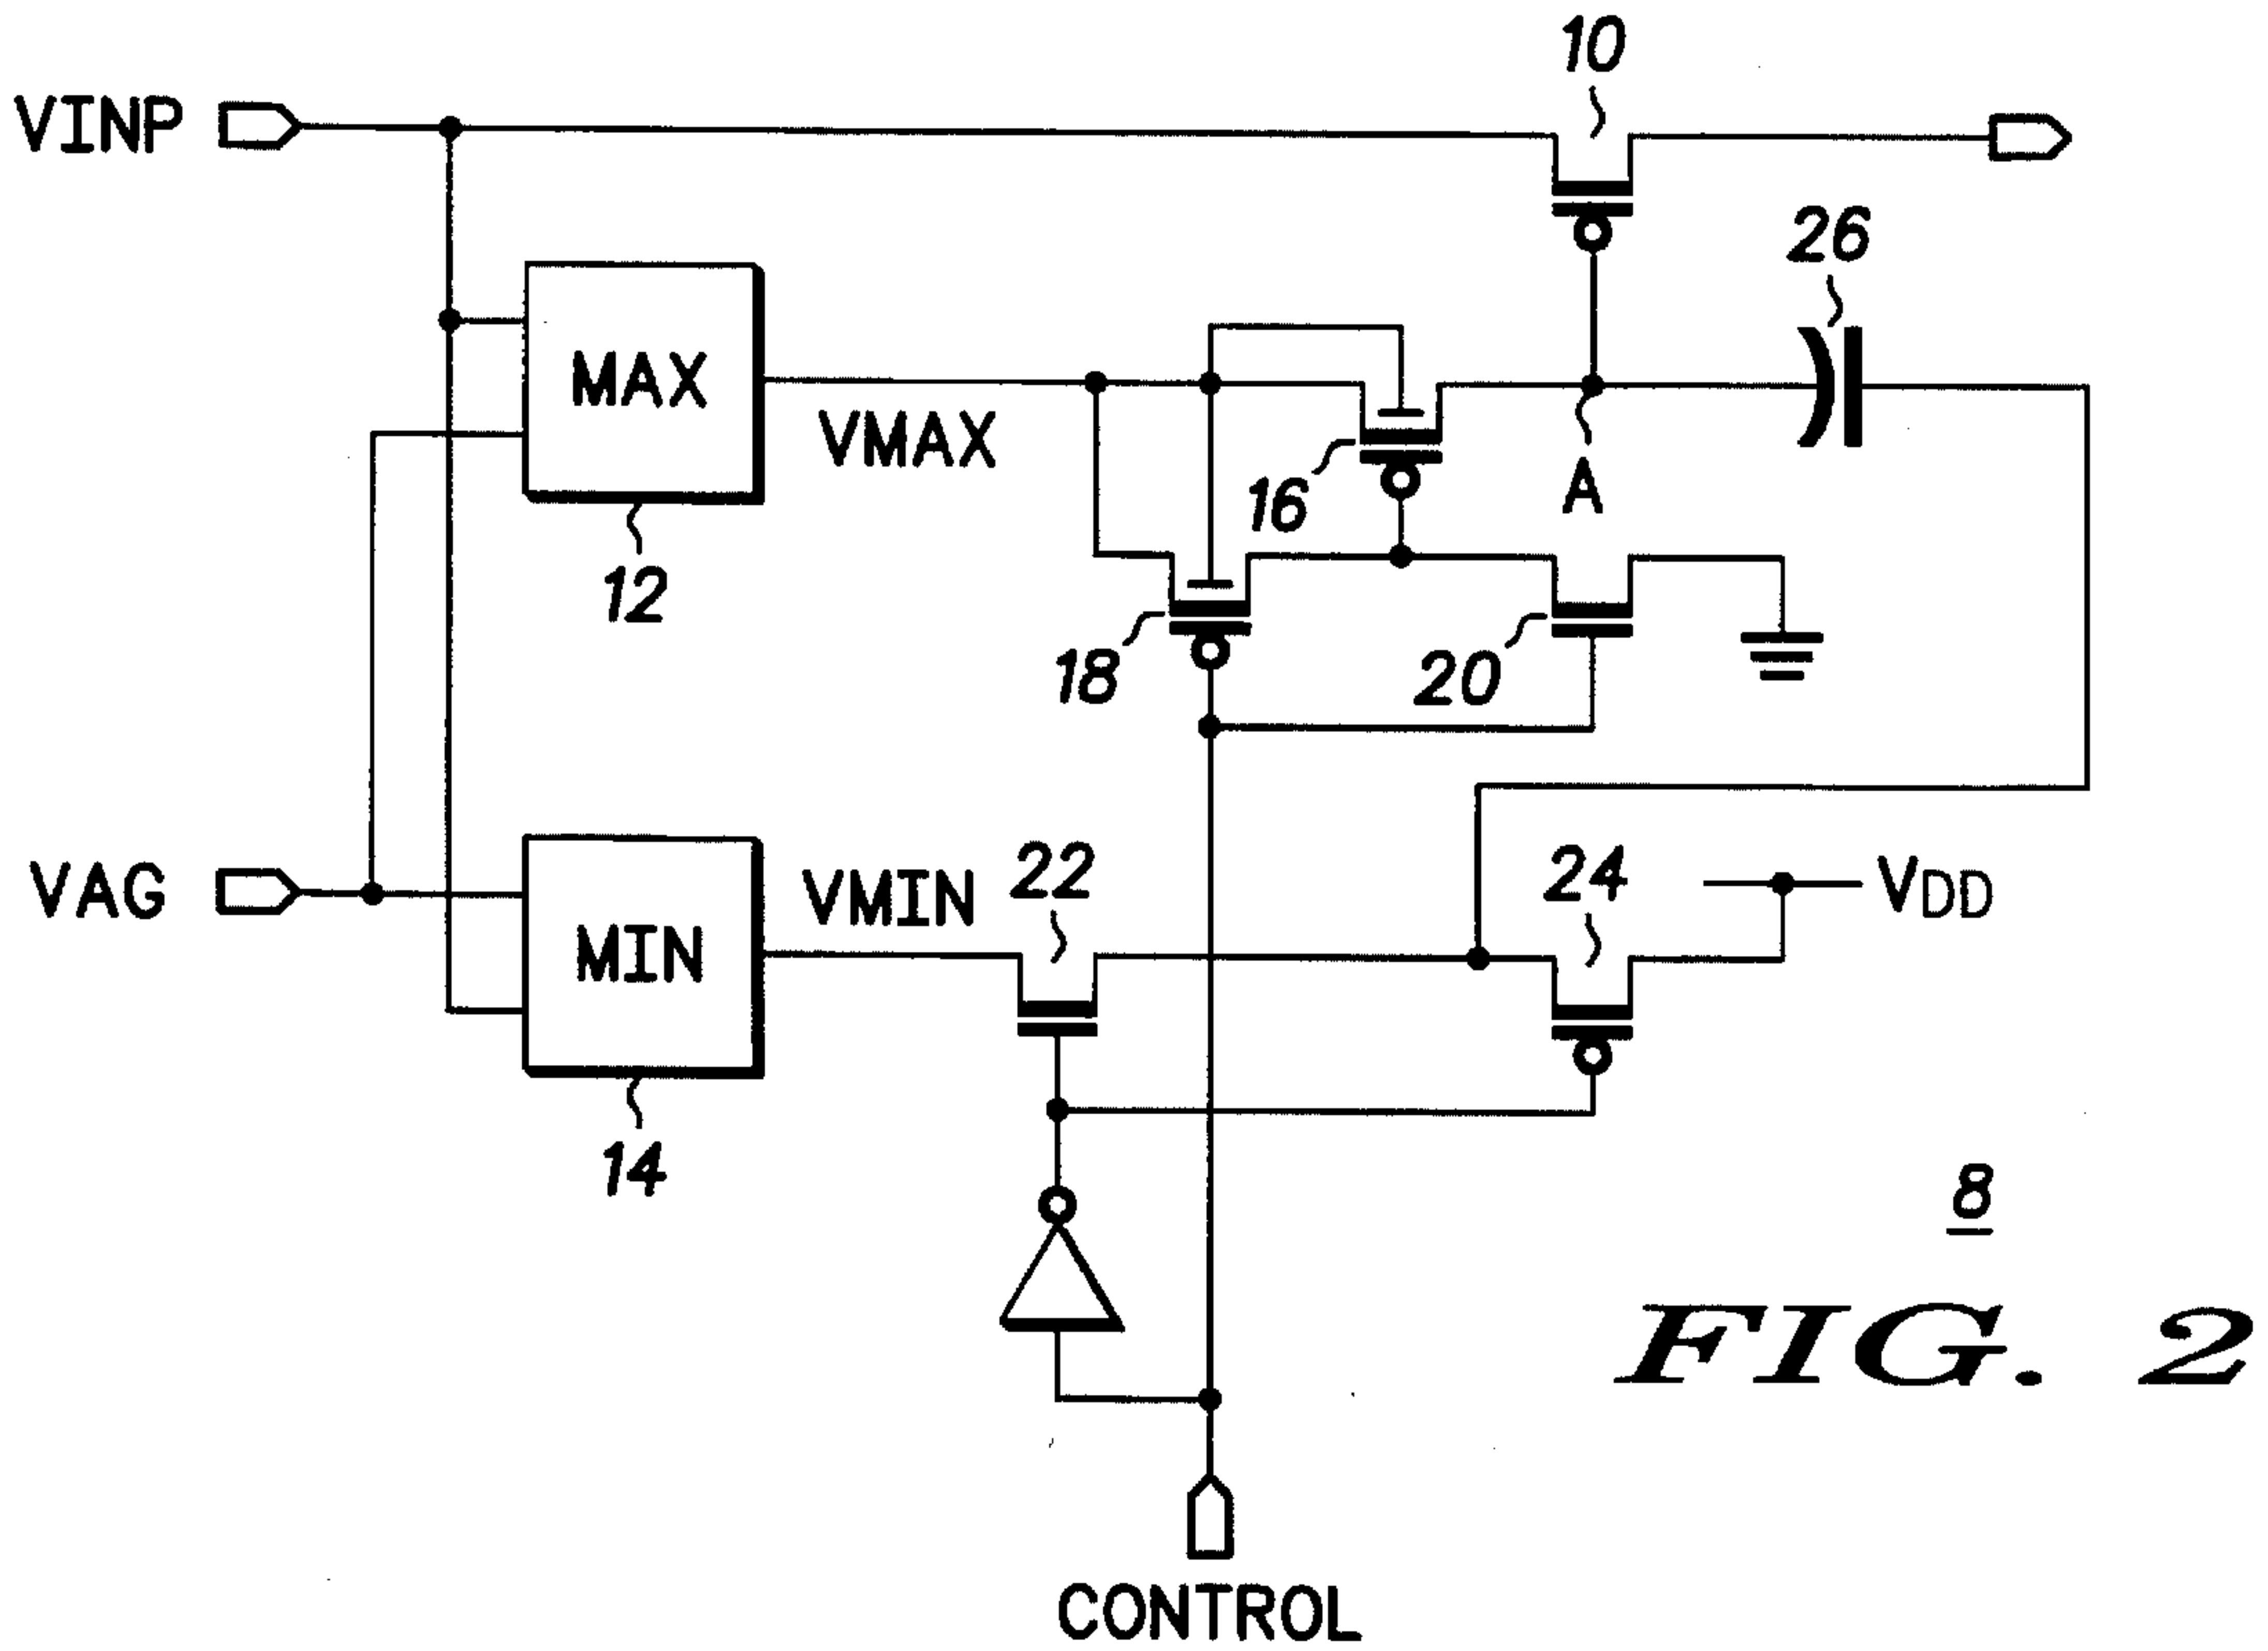 10
VINP
26
MAX
VMAX
16
A
12
18
20
VAG
VMIN
22
24
VDD
MIN
14
8
FIG. 2
CONTROL